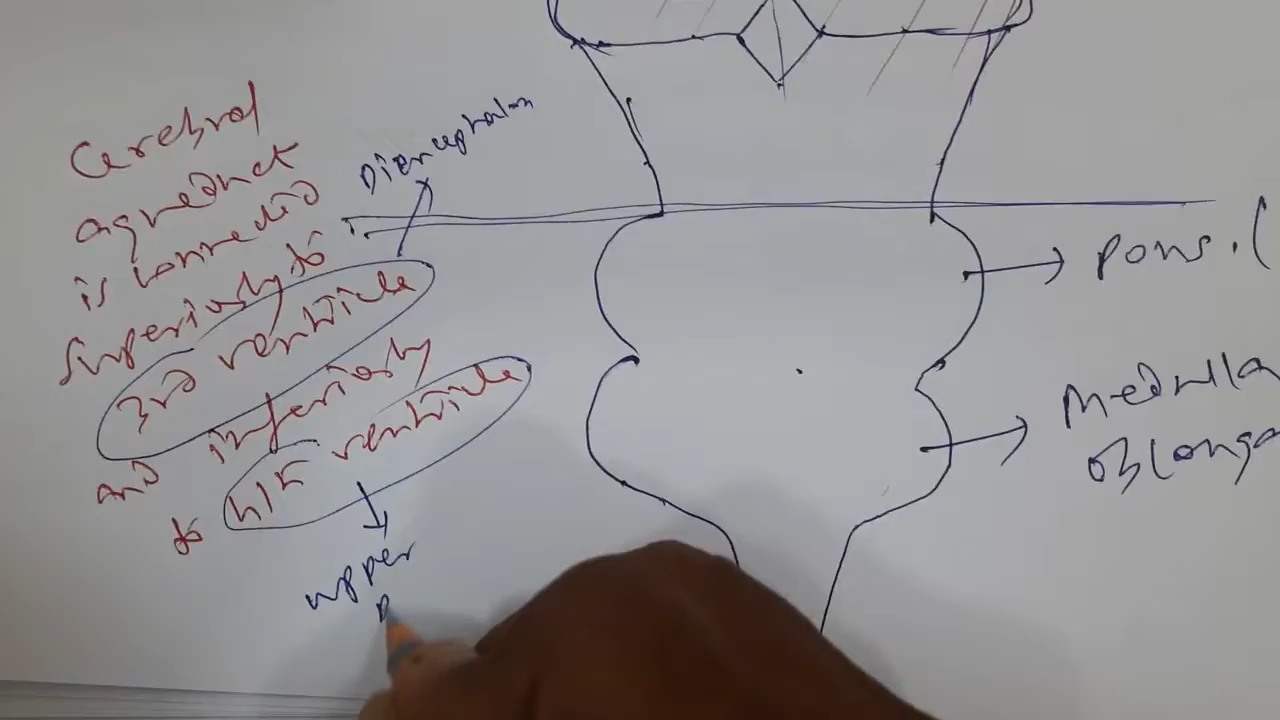 Cerebral
aqueduct
is connected
superiorly to
3rd ventricle
and inferiorly
to 4th ventricle
Diencephalon
upper
P
pons. (
Medulla
oblonga